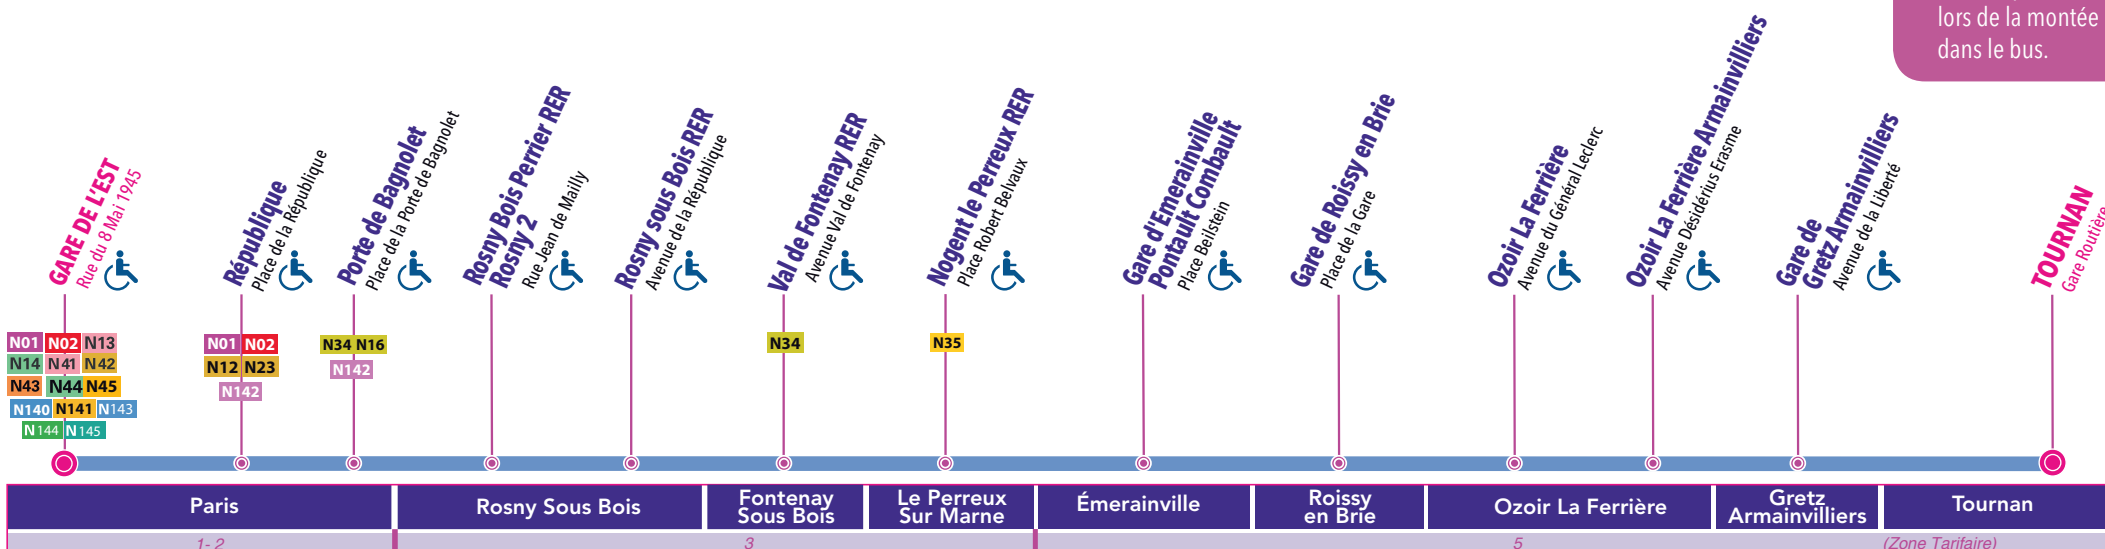 lors de la montée
dans le bus.
GARE DE L'EST
Rue du 8 Mai 1945
République
Place de la République
Porte de Bagnolet
Place de la Porte de Bagnolet
Rosny Bois Perrier RER
Rosny 2
Rue Jean de Mailly
Rosny sous Bois RER
Avenue de la République
Val de Fontenay RER
Avenue Val de Fontenay
Nogent le Perreux RER
Place Robert Belvaux
Gare d'Emerainville
Pontault Combault
Place Beilstein
Gare de Roissy en Brie
Place de la Gare
Ozoir La Ferrière
Avenue du Général Leclerc
Ozoir La Ferrière Armainvilliers
Avenue Désidérius Erasme
Gare de
Gretz Armainvilliers
Avenue de la Liberté
TOURNAN
Gare Routière
N01 N02 N13
N14 N41 N42
N43 N44 N45
N140 N141 N143
N144 N145
N01 N02
N12 N23
N142
N34 N16
N142
N34
N35
Paris
Rosny Sous Bois
Fontenay
Sous Bois
Le Perreux
Sur Marne
Émerainville
Roissy
en Brie
Ozoir La Ferrière
Gretz
Armainvilliers
Tournan
1- 2
3
5
(Zone Tarifaire)